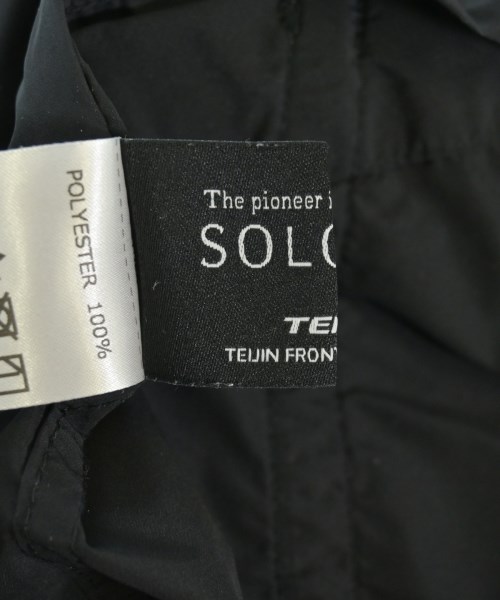 POLYESTER 100%
The pioneer i
SOLO
TEI
TEIJIN FRONT